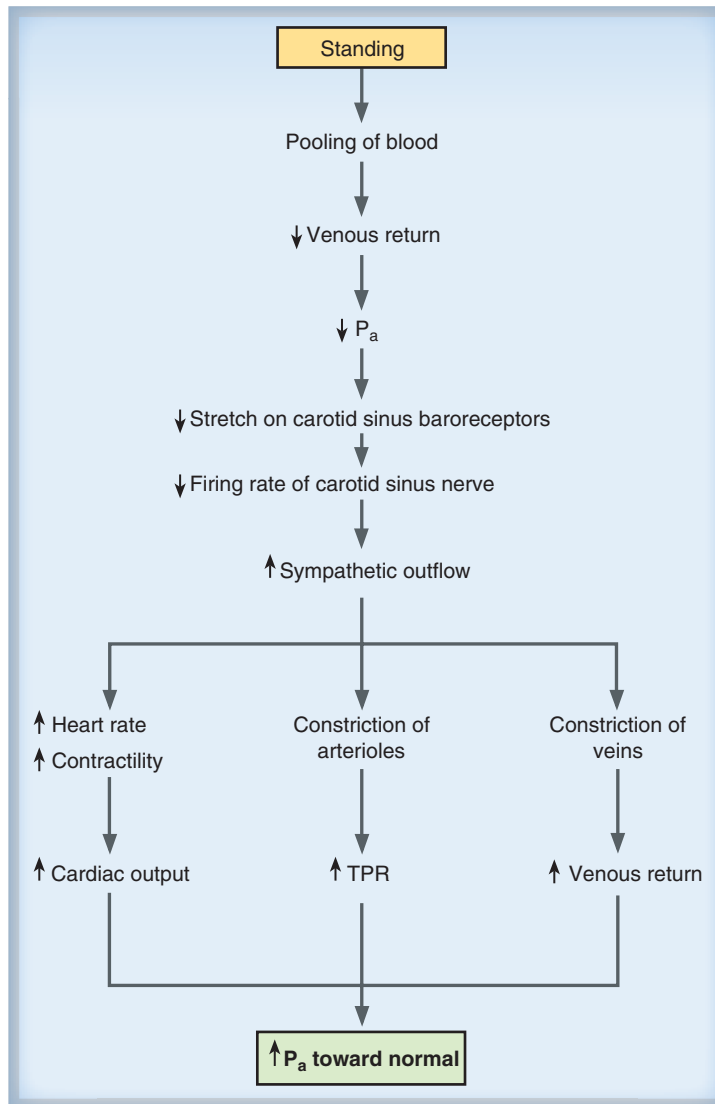 Standing
Pooling of blood
↓ Venous return
↓ Pa
↓ Stretch on carotid sinus baroreceptors
↓ Firing rate of carotid sinus nerve
↑ Sympathetic outflow
↑ Heart rate
↑ Contractility
Constriction of
arterioles
Constriction of
veins
↑ Cardiac output
↑ TPR
↑ Venous return
↑ Pa toward normal